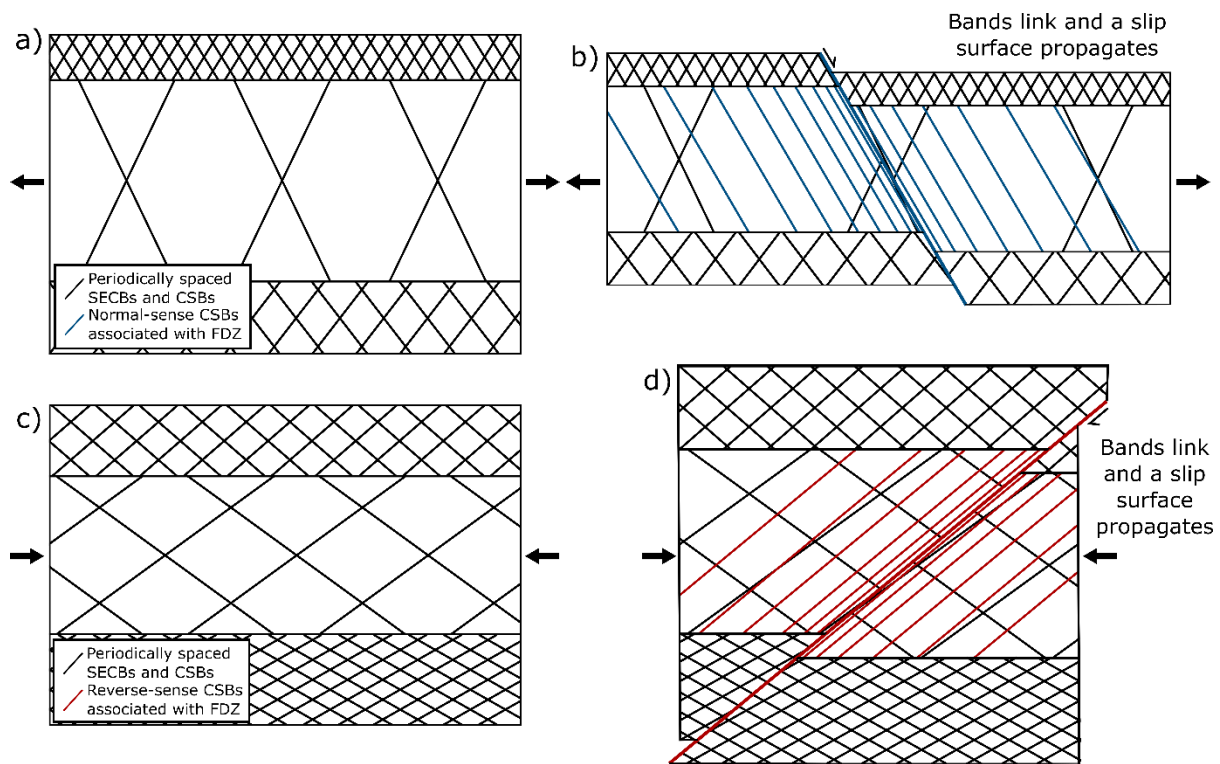 a)
Bands link and a slip
surface propagates
b)
Periodically spaced
SECBs and CSBs
Normal-sense CSBs
associated with FDZ
c)
d)
Bands link
and a slip
surface
propagates
Periodically spaced
SECBs and CSBs
Reverse-sense CSBs
associated with FDZ